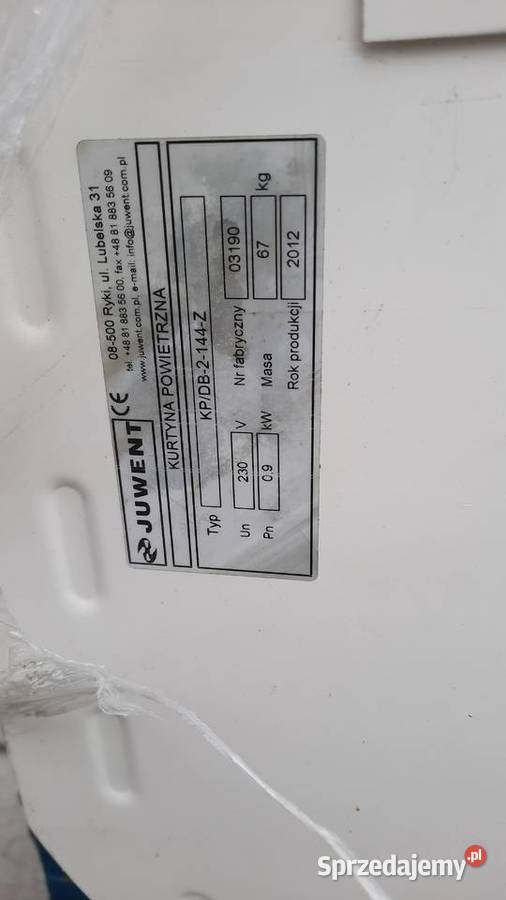 JUWENT CE
08-500 Ryki, ul. Lubelska 31
tel. +48 81 883 56 00, fax +48 81 883 56 09
www.juwent.com.pl, e-mail: info@juwent.com.pl
KURTYNA POWIETRZNA
Typ KP/DB-2-144-Z
Un 230 V Nr fabryczny 03190
Pn 0,9 kW Masa 67 kg
Rok produkcji 2012
Sprzedajemy.pl